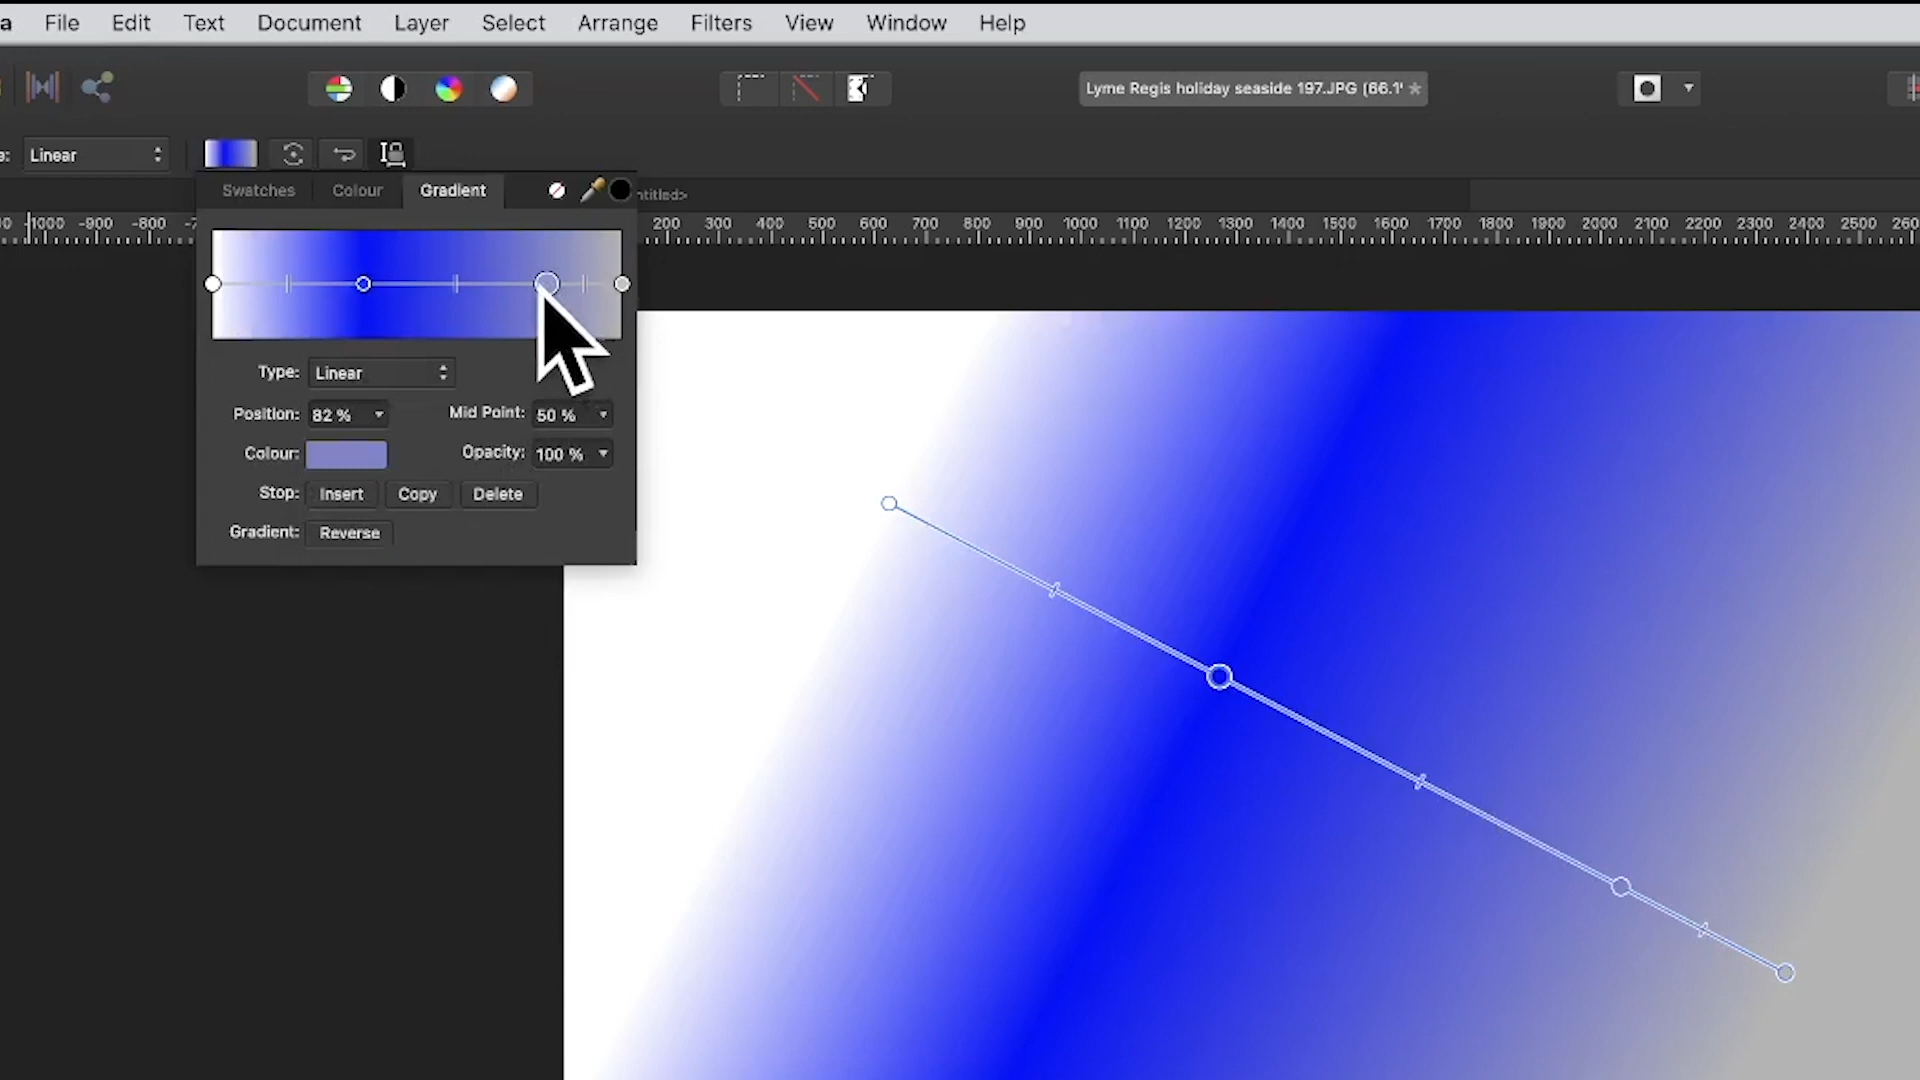 a File Edit Text Document Layer Select Arrange Filters View Window Help
Lyme Regis holiday seaside 197.JPG (66.1'
Linear
Swatches Colour Gradient
ntitled>
-1000 -900 -800 200 300 400 500 600 700 800 900 1000 1100 1200 1300 1400 1500 1600 1700 1800 1900 2000 2100 2200 2300 2400 2500 260
Type: Linear
Position: 82 % Mid Point: 50 %
Colour: Opacity: 100 %
Stop: Insert Copy Delete
Gradient: Reverse